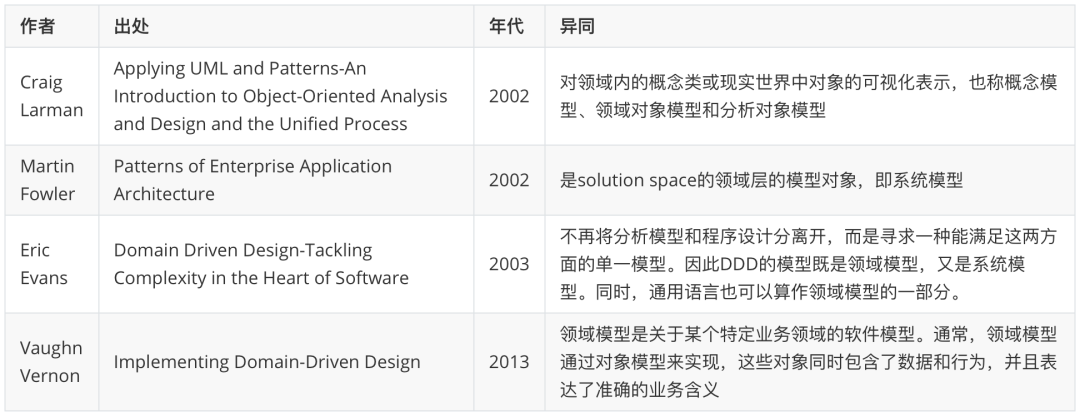 作者
出处
年代
异同
Craig
Larman
Applying UML and Patterns-An
Introduction to Object-Oriented Analysis
and Design and the Unified Process
2002
对领域内的概念类或现实世界中对象的可视化表示，也称概念模
型、领域对象模型和分析对象模型
Martin
Fowler
Patterns of Enterprise Application
Architecture
2002
是solution space的领域层的模型对象，即系统模型
Eric
Evans
Domain Driven Design-Tackling
Complexity in the Heart of Software
2003
不再将分析模型和程序设计分离开，而是寻求一种能满足这两方
面的单一模型。因此DDD的模型既是领域模型，又是系统模
型。同时，通用语言也可以算作领域模型的一部分。
Vaughn
Vernon
Implementing Domain-Driven Design
2013
领域模型是关于某个特定业务领域的软件模型。通常，领域模型
通过对象模型来实现，这些对象同时包含了数据和行为，并且表
达了准确的业务含义